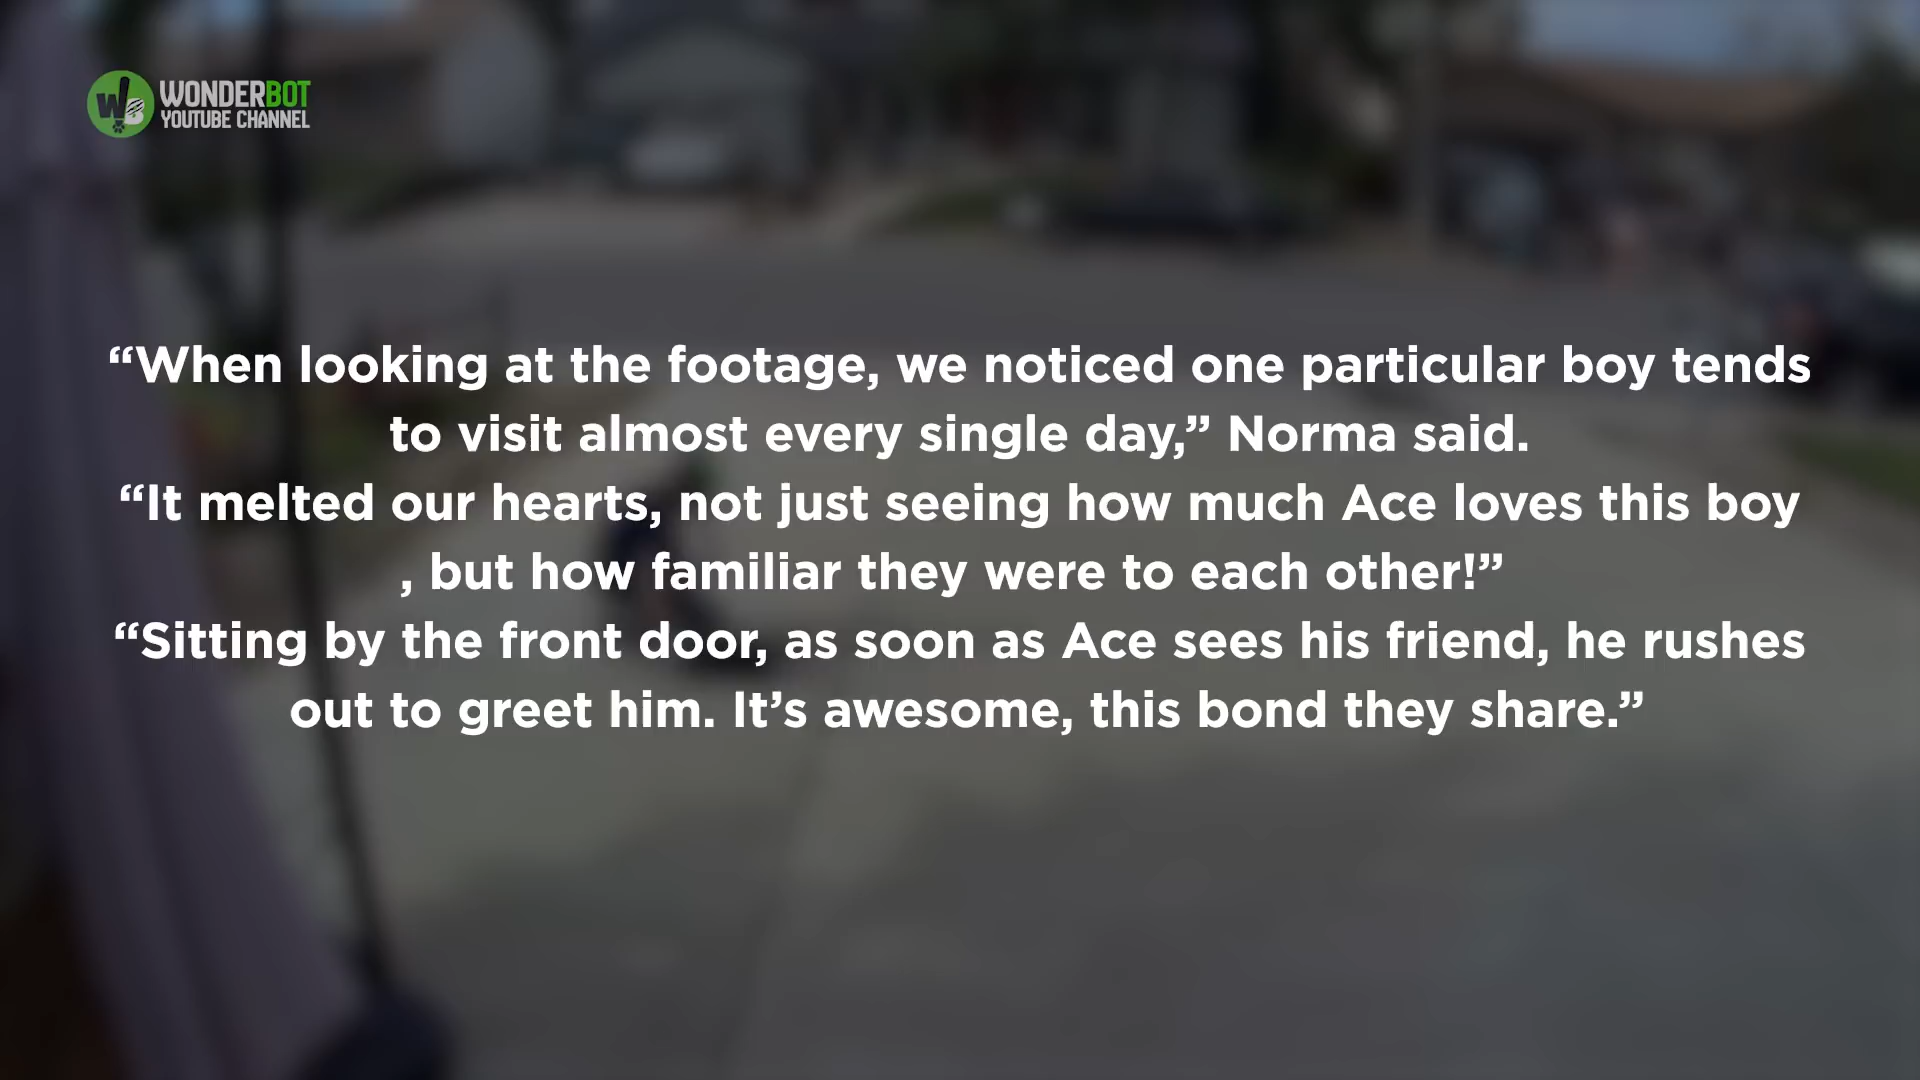 WONDERBOT
YOUTUBE CHANNEL
“When looking at the footage, we noticed one particular boy tends
to visit almost every single day,” Norma said.
“It melted our hearts, not just seeing how much Ace loves this boy
, but how familiar they were to each other!”
“Sitting by the front door, as soon as Ace sees his friend, he rushes
out to greet him. It’s awesome, this bond they share.”